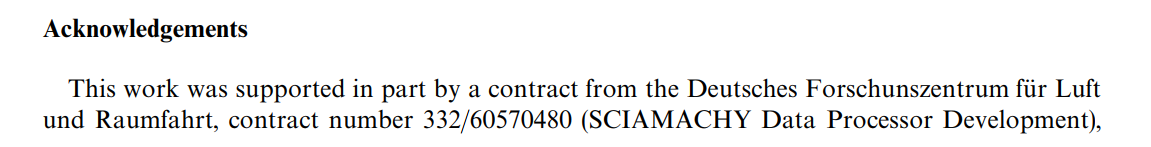 Acknowledgements
This work was supported in part by a contract from the Deutsches Forschunszentrum für Luft
und Raumfahrt, contract number 332/60570480 (SCIAMACHY Data Processor Development),